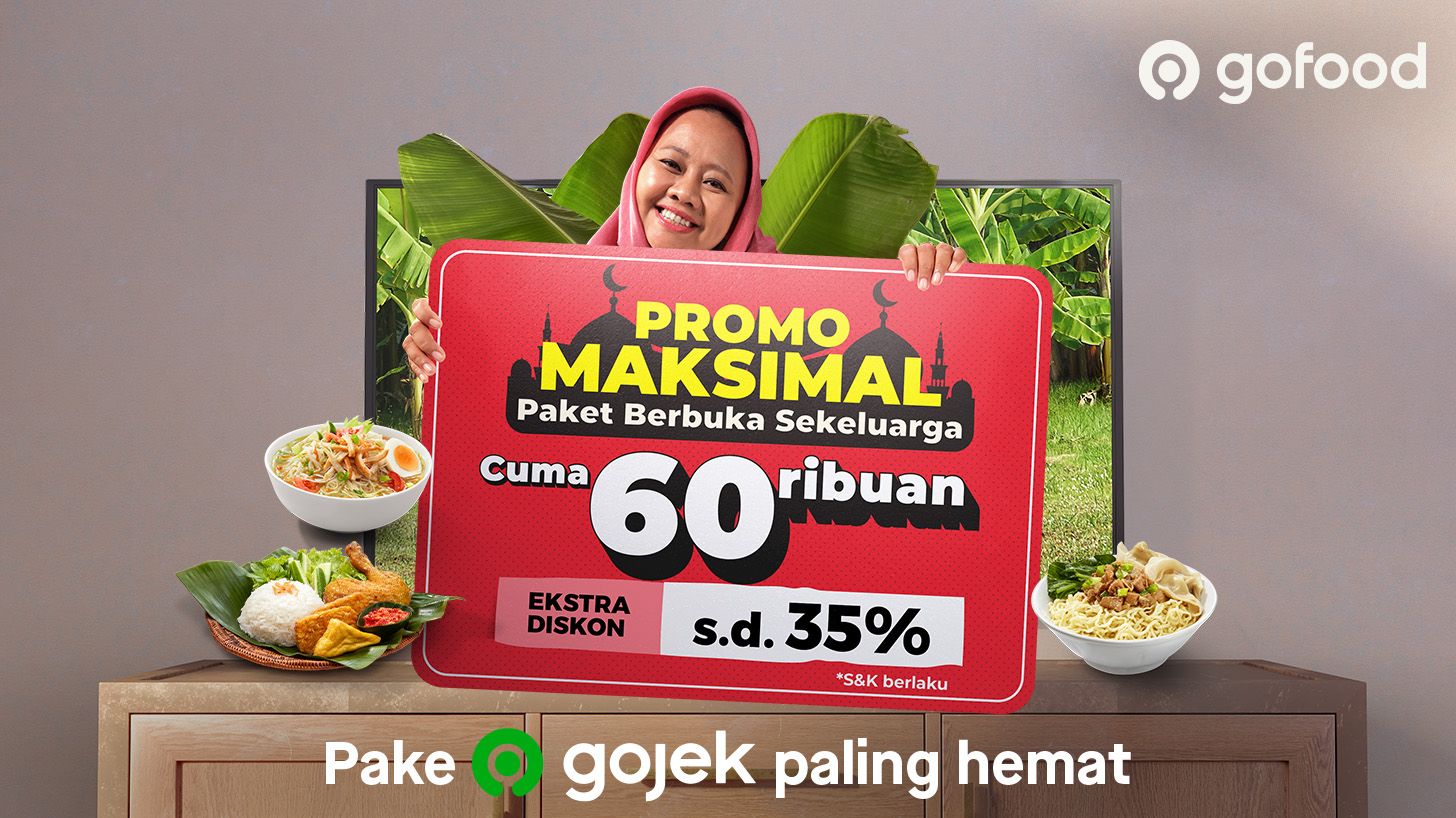 gofood
PROMO
MAKSIMAL
Paket Berbuka Sekeluarga
Cuma 60 ribuan
EKSTRA
DISKON
s.d. 35%
*S&K berlaku
Pake gojek paling hemat